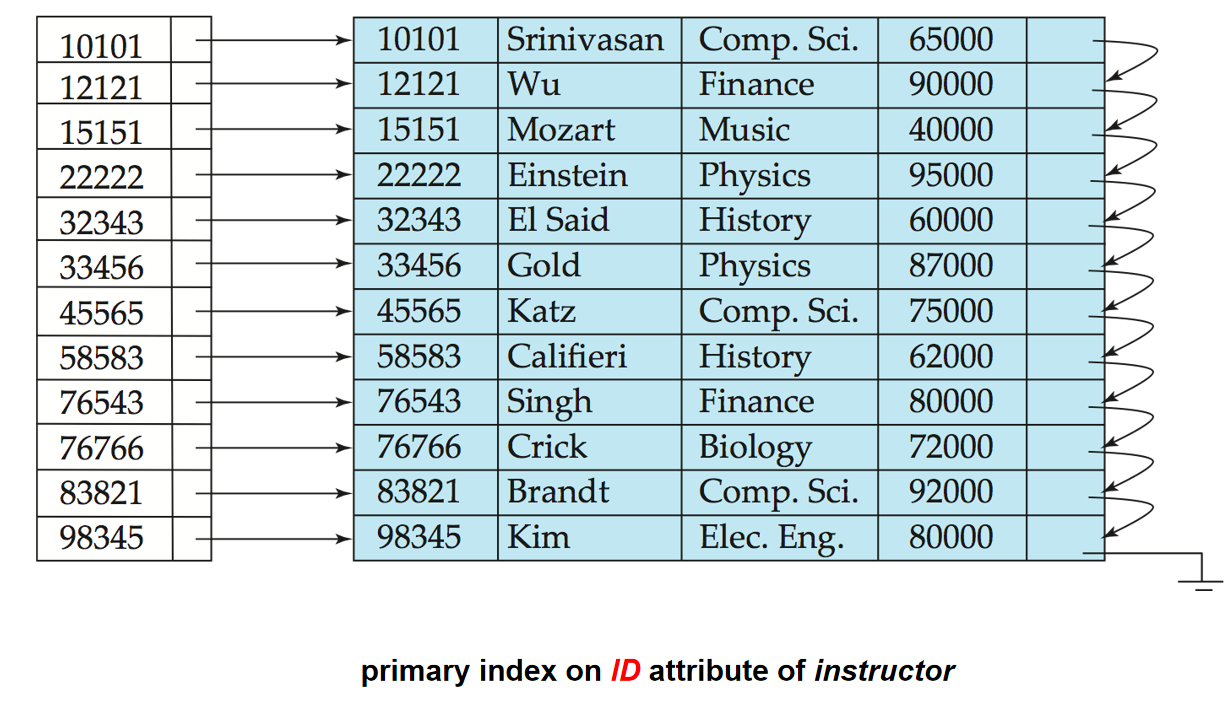 10101 10101 Srinivasan Comp. Sci. 65000
12121 12121 Wu Finance 90000
15151 15151 Mozart Music 40000
22222 22222 Einstein Physics 95000
32343 32343 El Said History 60000
33456 33456 Gold Physics 87000
45565 45565 Katz Comp. Sci. 75000
58583 58583 Califieri History 62000
76543 76543 Singh Finance 80000
76766 76766 Crick Biology 72000
83821 83821 Brandt Comp. Sci. 92000
98345 98345 Kim Elec. Eng. 80000
primary index on ID attribute of instructor